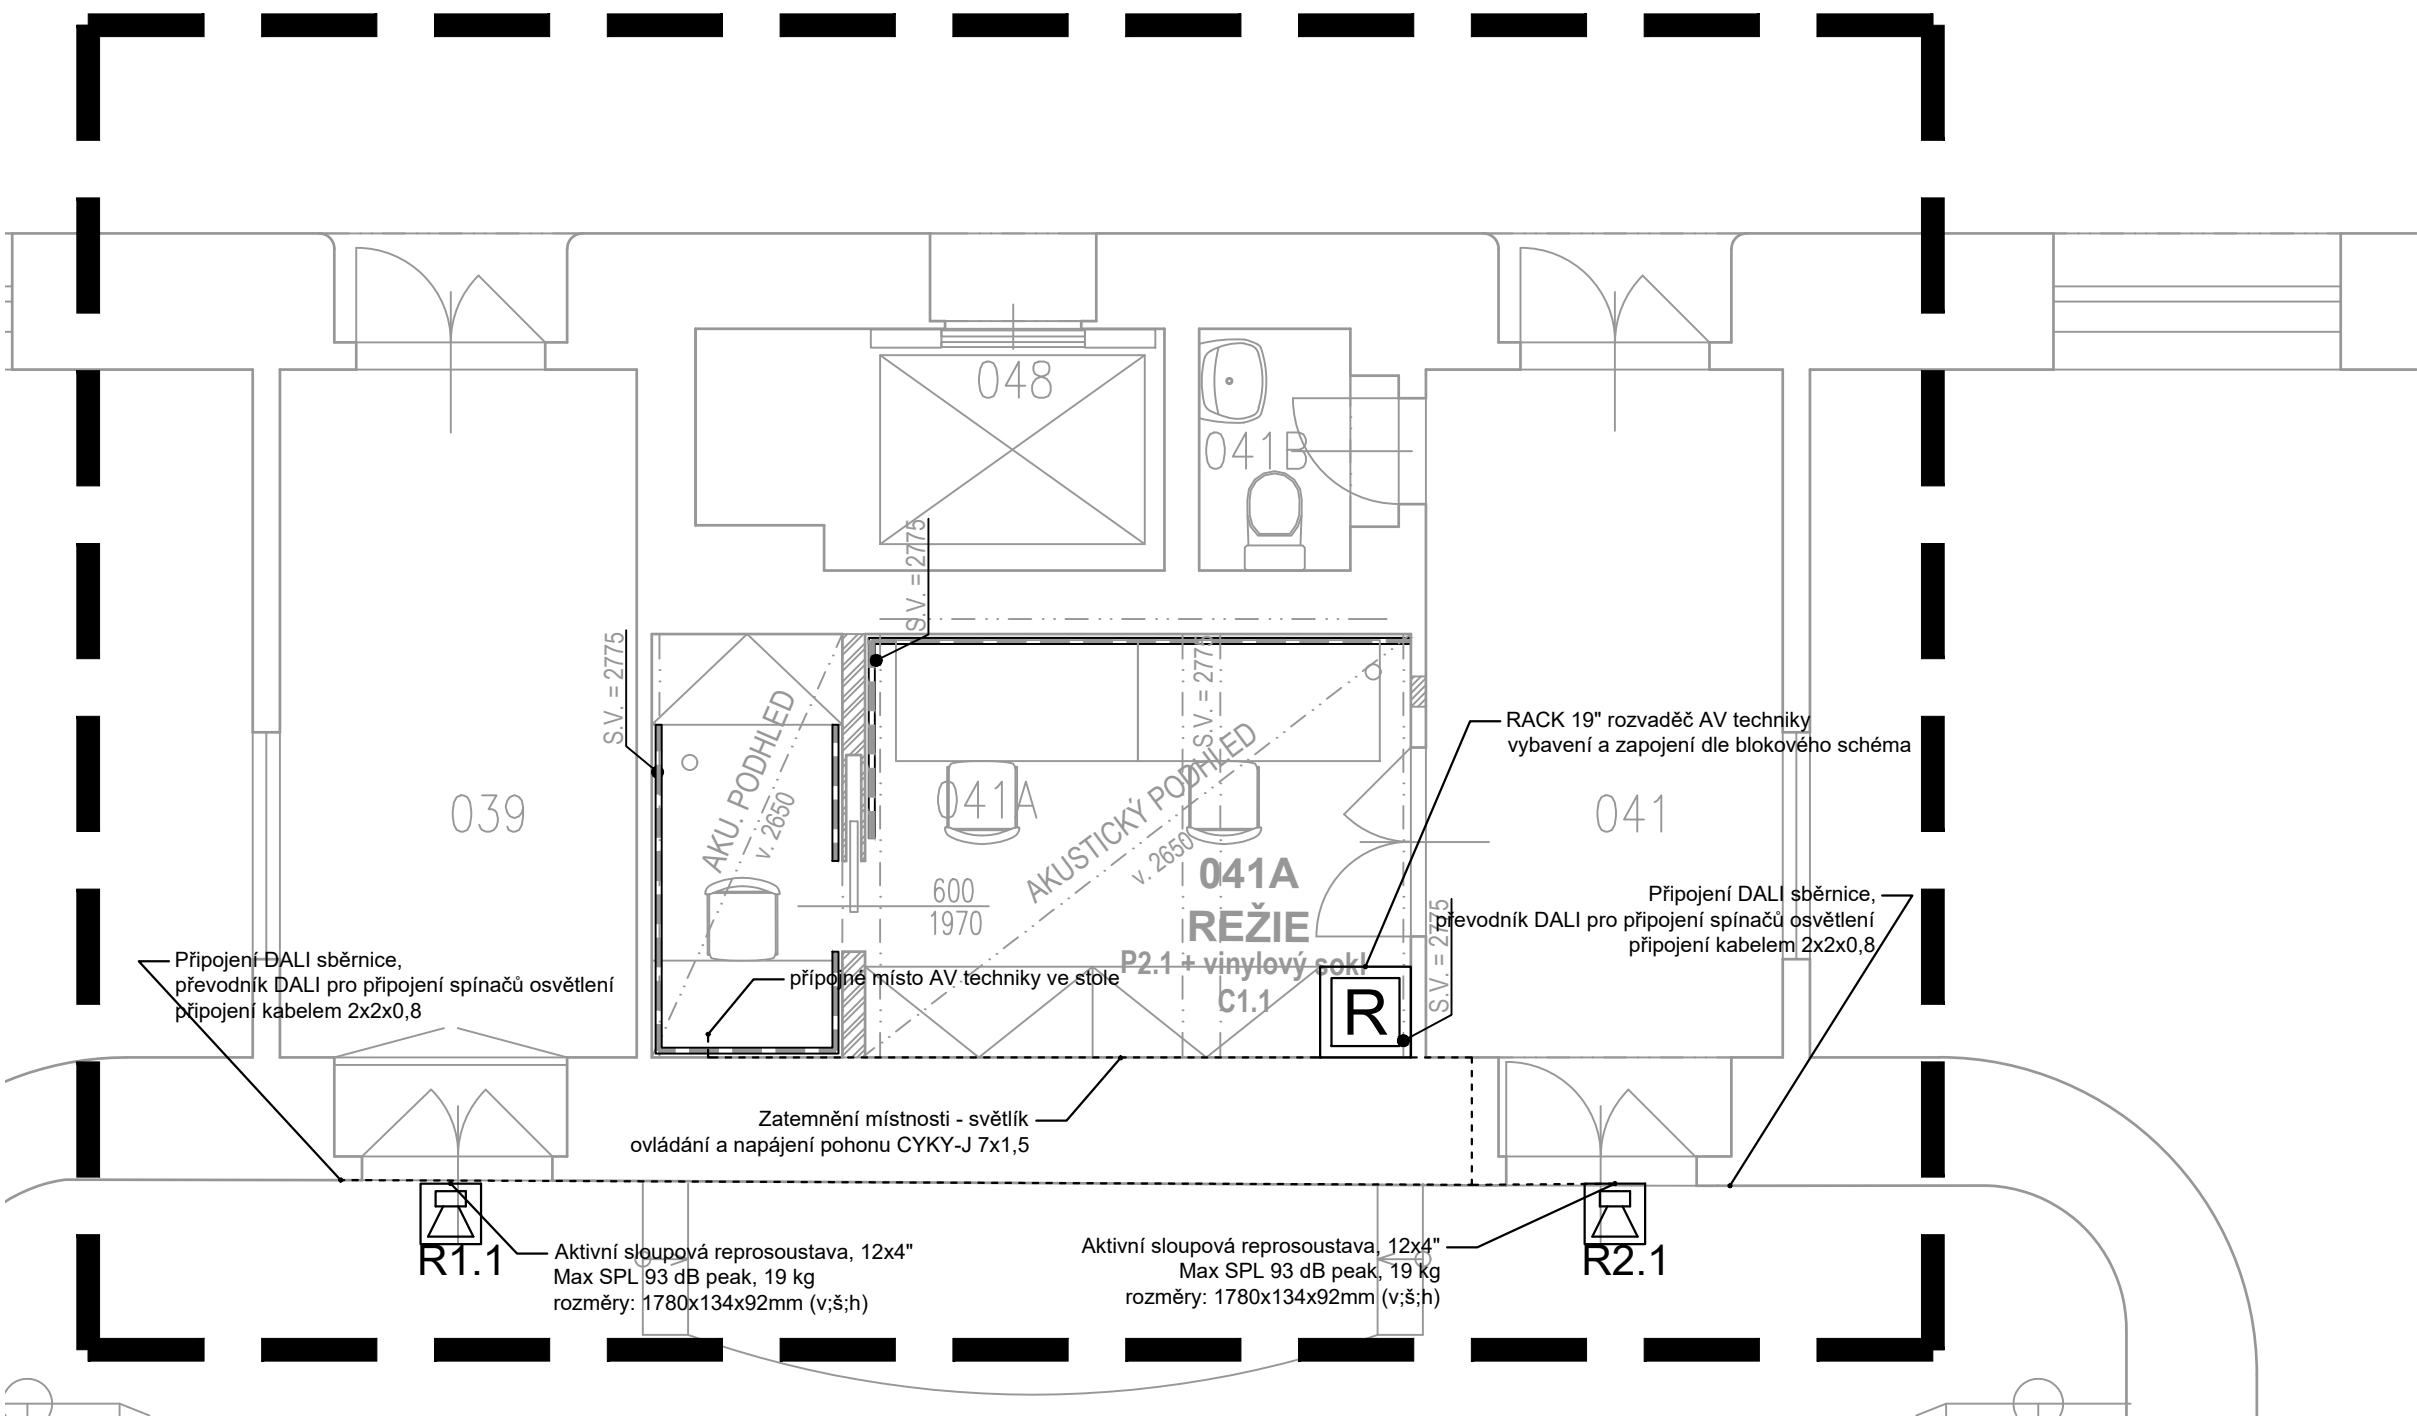 048
041B
S.V. = 2775
S.V. = 2775
S.V. = 2775
AKU. PODHLED
v. 2650
039
041A
AKUSTICKÝ PODHLED
v. 2650
RACK 19" rozvaděč AV techniky
vybavení a zapojení dle blokového schéma
041
600
1970
041A
REŽIE
P2.1 + vinylový sokl
C1.1
S.V. = 2775
R
Připojení DALI sběrnice,
převodník DALI pro připojení spínačů osvětlení
připojení kabelem 2x2x0,8
Připojení DALI sběrnice,
převodník DALI pro připojení spínačů osvětlení
připojení kabelem 2x2x0,8
přípojné místo AV techniky ve stole
Zatemnění místnosti - světlík
ovládání a napájení pohonu CYKY-J 7x1,5
R1.1
Aktivní sloupová reprosoustava, 12x4"
Max SPL 93 dB peak, 19 kg
rozměry: 1780x134x92mm (v;š;h)
Aktivní sloupová reprosoustava, 12x4"
Max SPL 93 dB peak, 19 kg
rozměry: 1780x134x92mm (v;š;h)
R2.1